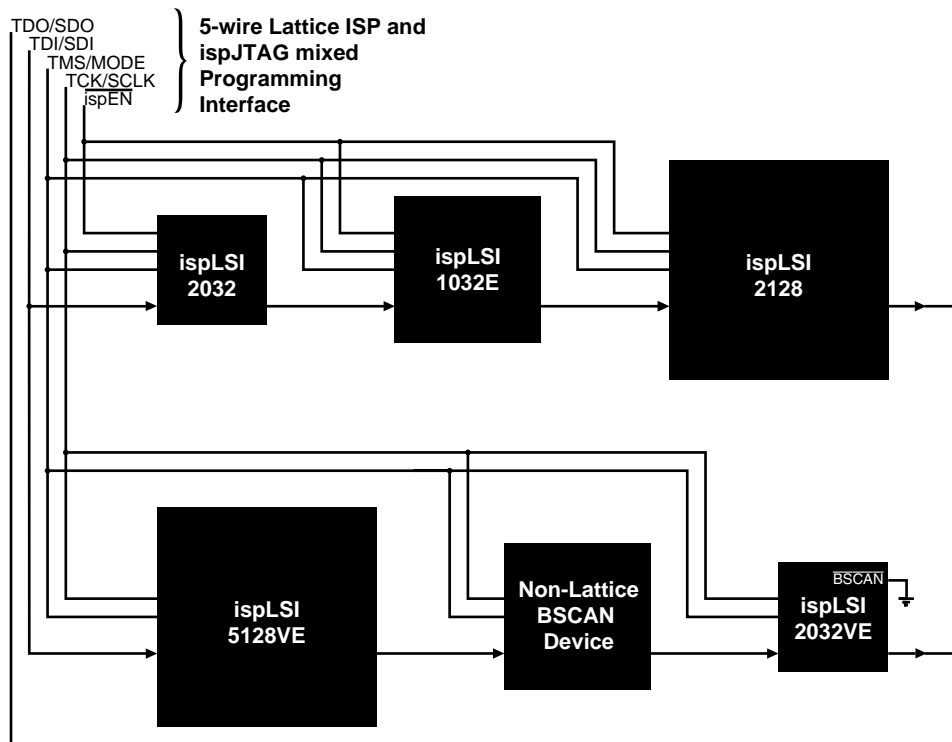 TDO/SDO
TDI/SDI
TMS/MODE
TCK/SCLK
ispEN
5-wire Lattice ISP and
ispJTAG mixed
Programming
Interface
ispLSI
2032
ispLSI
1032E
ispLSI
2128
ispLSI
5128VE
Non-Lattice
BSCAN
Device
BSCAN
ispLSI
2032VE